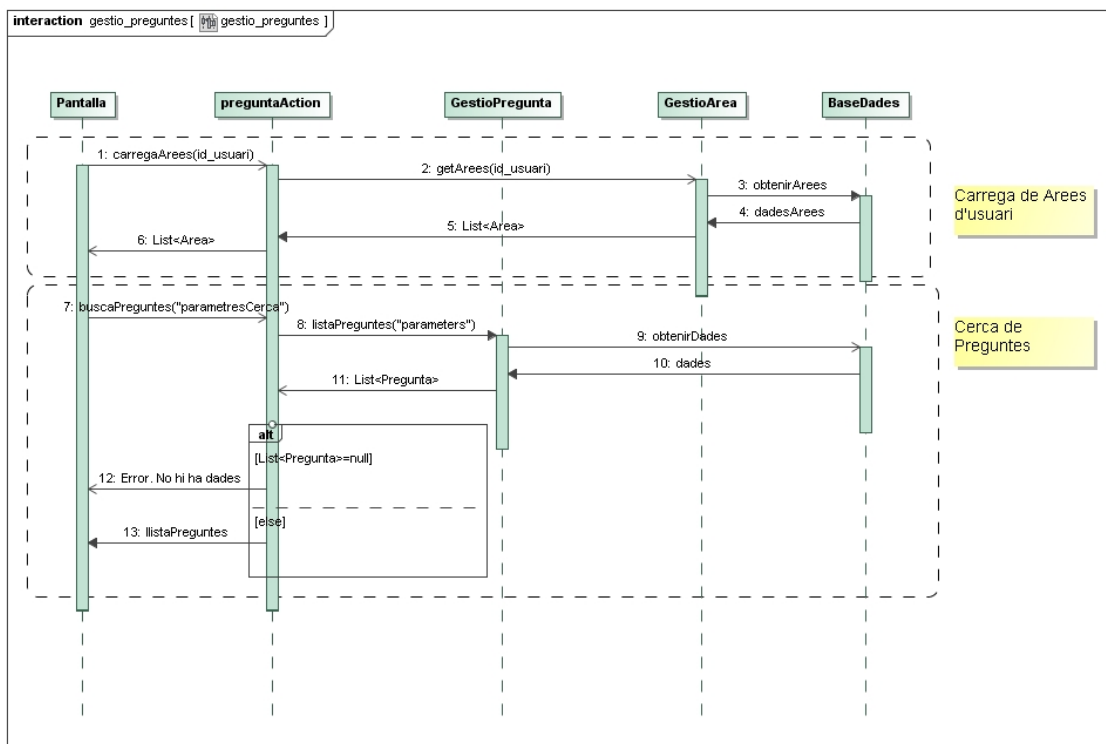 interaction gestio_preguntes [ gestio_preguntes ]
Pantalla
preguntaAction
GestioPregunta
GestioArea
BaseDades
1: carregaArees(id_usuari)
2: getArees(id_usuari)
3: obtenirArees
4: dadesArees
5: List<Area>
6: List<Area>
Carrega de Arees
d'usuari
7: buscaPreguntes("parametresCerca")
8: listaPreguntes("parameters")
9: obtenirDades
10: dades
11: List<Pregunta>
Cerca de
Preguntes
alt
[List<Pregunta>=null]
12: Error. No hi ha dades
[else]
13: llistaPreguntes